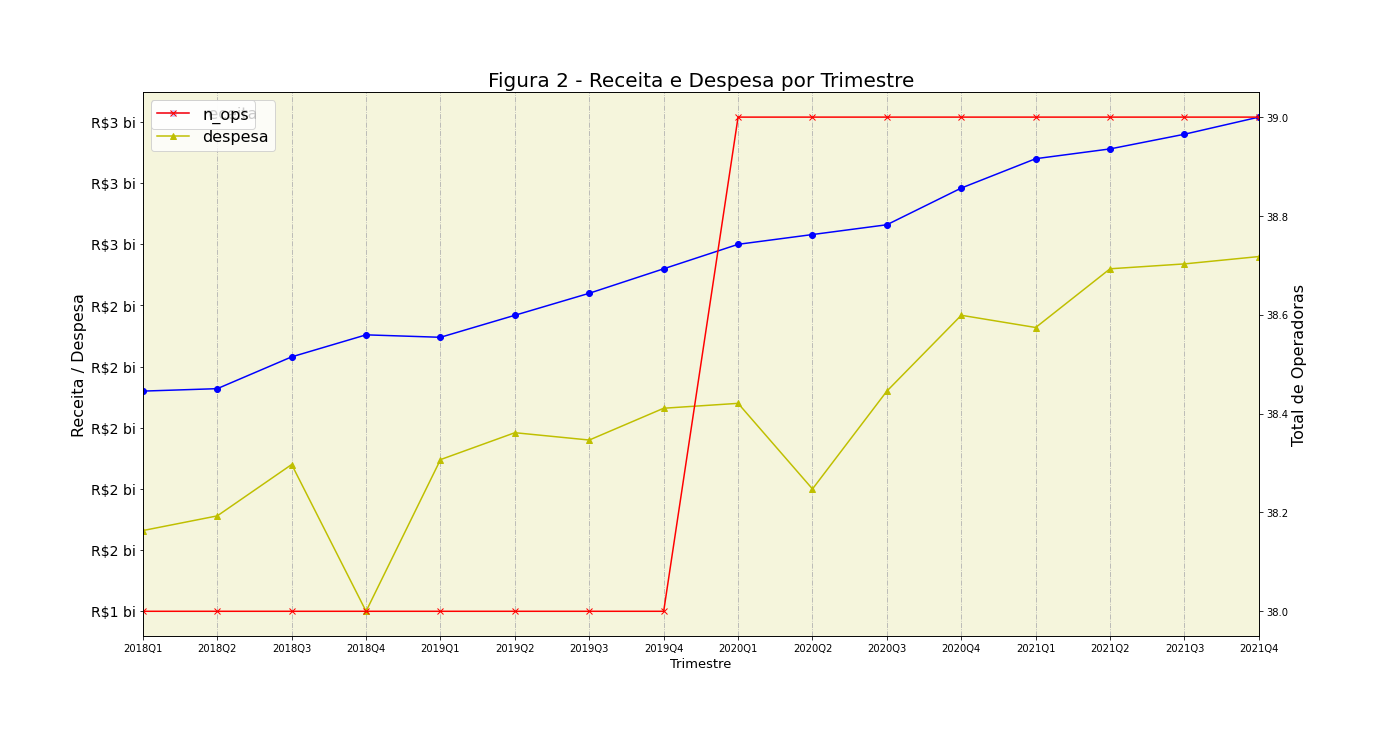 Figura 2 - Receita e Despesa por Trimestre
n_ops
despesa
R$3 bi
R$3 bi
R$3 bi
R$2 bi
R$2 bi
R$2 bi
R$2 bi
R$2 bi
R$1 bi
Receita / Despesa
39.0
38.8
38.6
38.4
38.2
38.0
Total de Operadoras
2018Q1 2018Q2 2018Q3 2018Q4 2019Q1 2019Q2 2019Q3 2019Q4 2020Q1 2020Q2 2020Q3 2020Q4 2021Q1 2021Q2 2021Q3 2021Q4
Trimestre